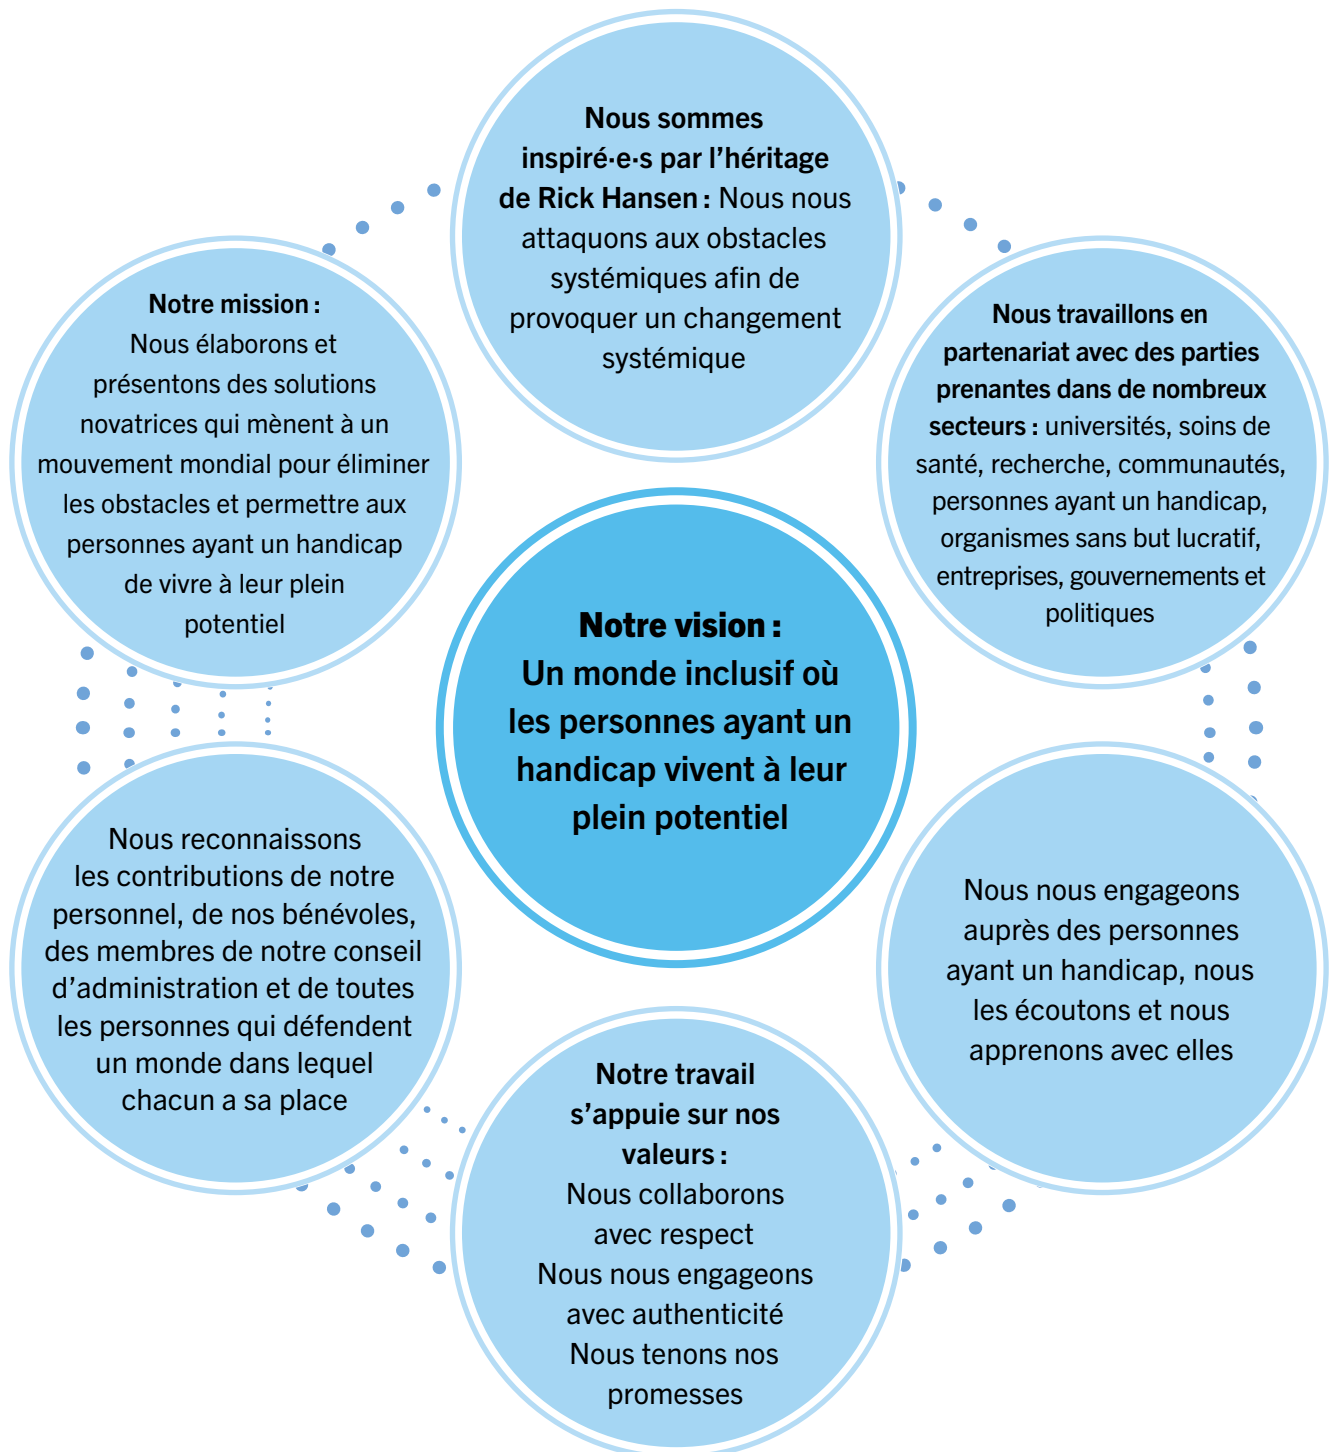 Nous sommes
inspiré·e·s par l’héritage
de Rick Hansen : Nous nous
attaquons aux obstacles
systémiques afin de
provoquer un changement
systémique
Notre mission :
Nous élaborons et
présentons des solutions
novatrices qui mènent à un
mouvement mondial pour éliminer
les obstacles et permettre aux
personnes ayant un handicap
de vivre à leur plein
potentiel
Nous travaillons en
partenariat avec des parties
prenantes dans de nombreux
secteurs : universités, soins de
santé, recherche, communautés,
personnes ayant un handicap,
organismes sans but lucratif,
entreprises, gouvernements et
politiques
Notre vision :
Un monde inclusif où
les personnes ayant un
handicap vivent à leur
plein potentiel
Nous reconnaissons
les contributions de notre
personnel, de nos bénévoles,
des membres de notre conseil
d’administration et de toutes
les personnes qui défendent
un monde dans lequel
chacun a sa place
Nous nous engageons
auprès des personnes
ayant un handicap, nous
les écoutons et nous
apprenons avec elles
Notre travail
s’appuie sur nos
valeurs :
Nous collaborons
avec respect
Nous nous engageons
avec authenticité
Nous tenons nos
promesses